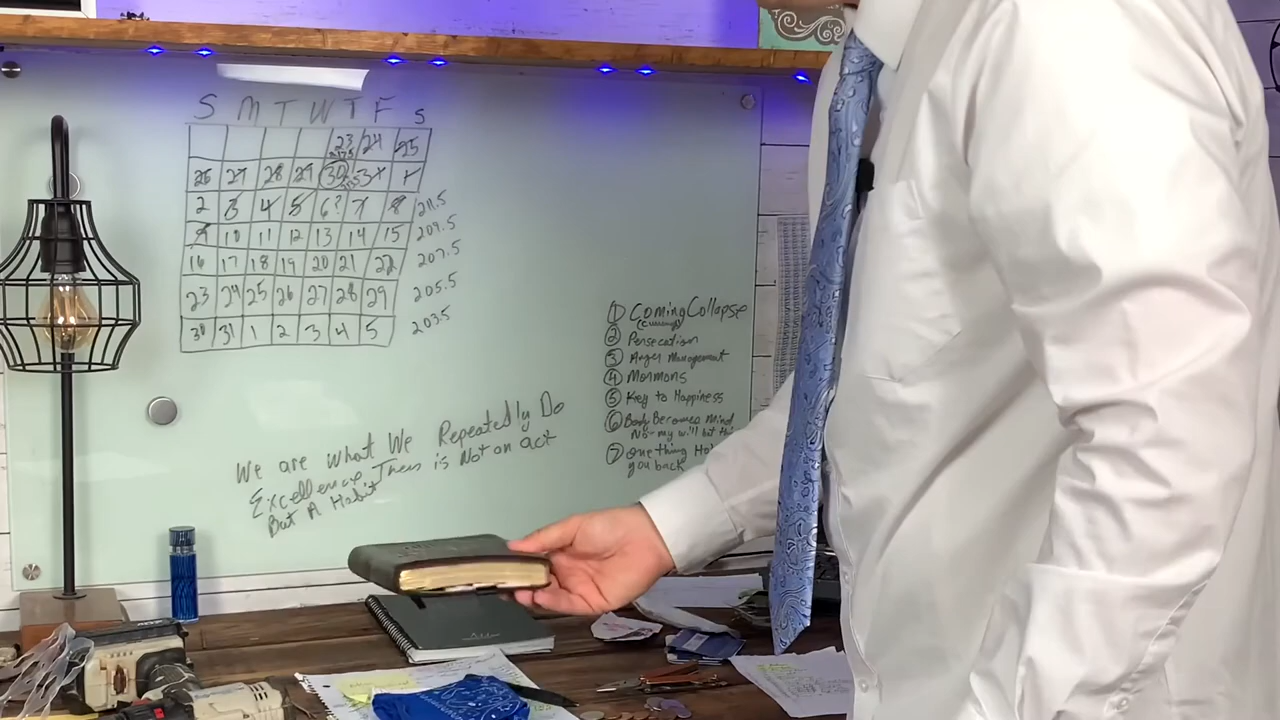 S M T W T F S
23 24 25
26 27 28 29 30 31 1
2 3 4 5 6? 7 8 211.5
9 10 11 12 13 14 15 209.5
16 17 18 19 20 21 22 207.5
23 24 25 26 27 28 29 205.5
30 31 1 2 3 4 5 203.5
① Coming Collapse
② Persecution
③ Anger Management
④ Mormons
⑤ Key to Happiness
⑥ Body Becomes Mind
No-my will but
⑦ One thing
you back
We are what We Repeatedly Do
Excellence, Then is Not an act
But A Habit